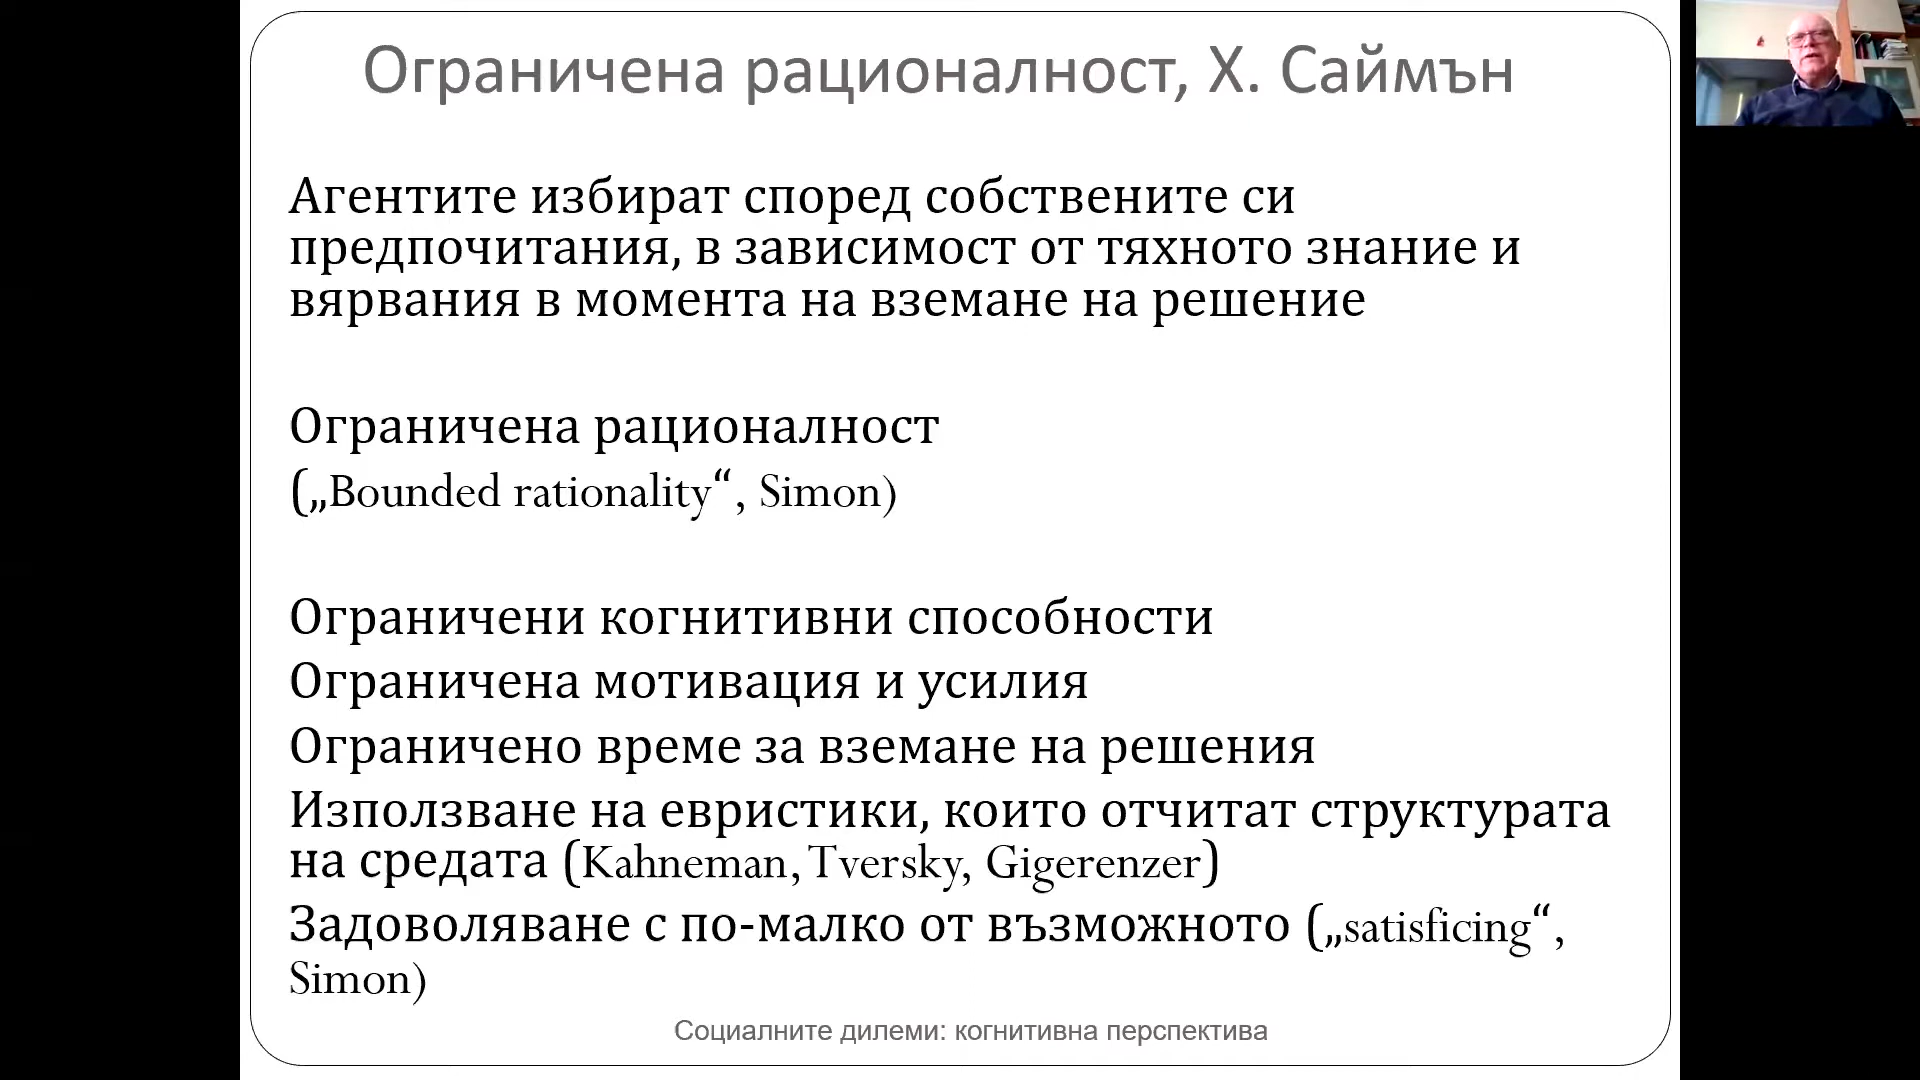 Ограничена рационалност, Х. Саймън
Агентите избират според собствените си
предпочитания, в зависимост от тяхното знание и
вярвания в момента на вземане на решение
Ограничена рационалност
(„Bounded rationality“, Simon)
Ограничени когнитивни способности
Ограничена мотивация и усилия
Ограничено време за вземане на решения
Използване на евристики, които отчитат структурата
на средата (Kahneman, Tversky, Gigerenzer)
Задоволяване с по-малко от възможното („satisficing“,
Simon)
Социалните дилеми: когнитивна перспектива